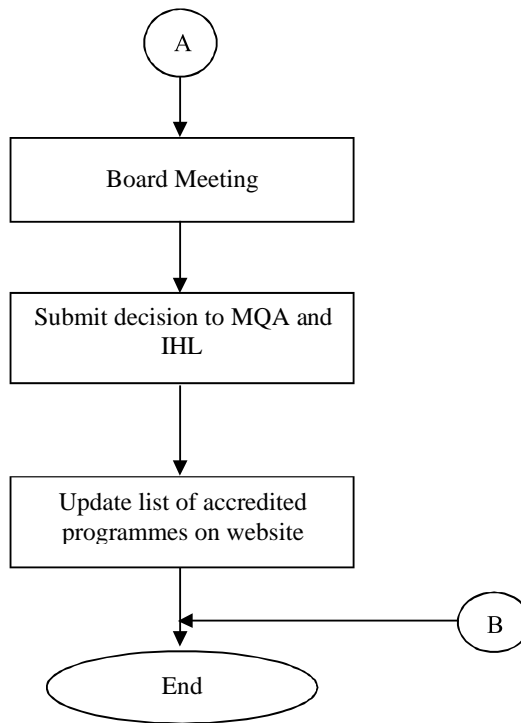 A
Board Meeting
Submit decision to MQA and
IHL
Update list of accredited
programmes on website
B
End